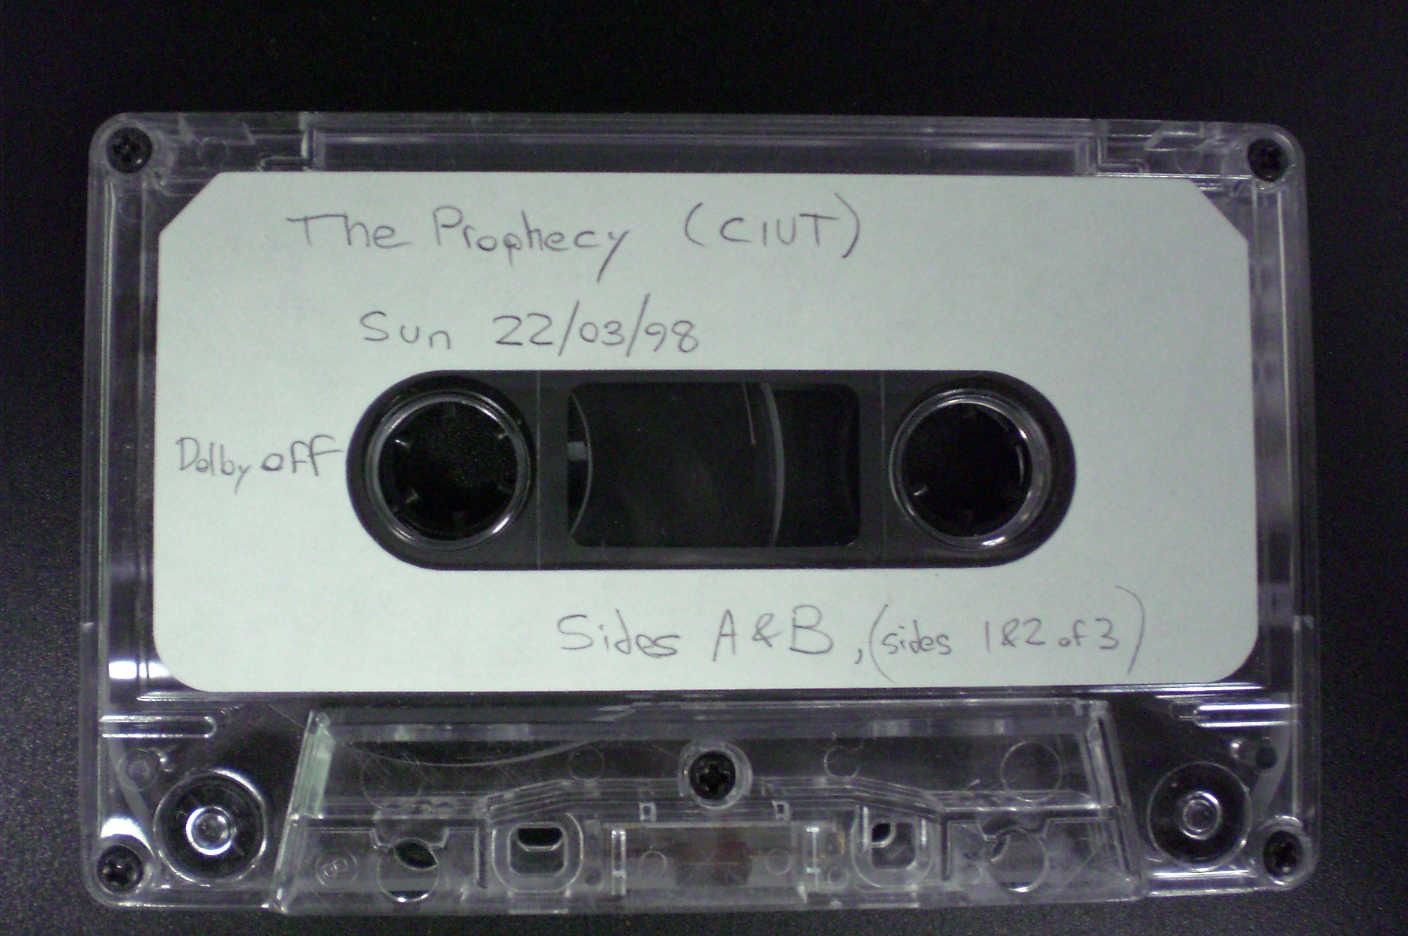 The Prophecy (CIUT)
Sun 22/03/98
Dolby off
Sides A & B, (sides 1 & 2 of 3)